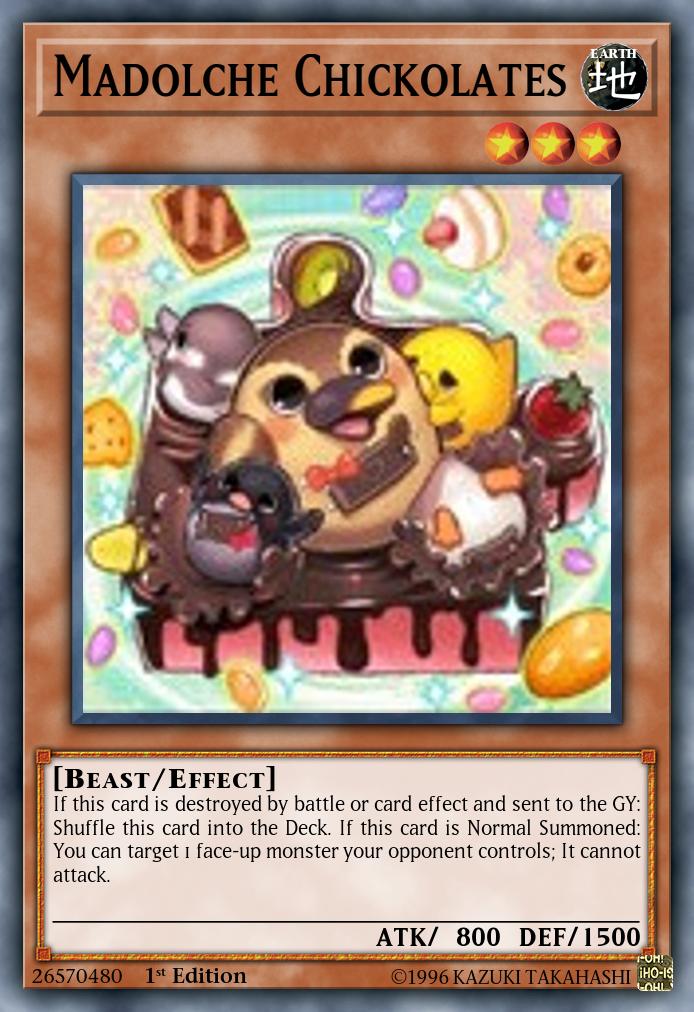 MADOLCHE CHICKOLATES
EARTH
地
[BEAST/EFFECT]
If this card is destroyed by battle or card effect and sent to the GY:
Shuffle this card into the Deck. If this card is Normal Summoned:
You can target 1 face-up monster your opponent controls; It cannot
attack.
ATK/ 800 DEF/1500
26570480 1st Edition ©1996 KAZUKI TAKAHASHI